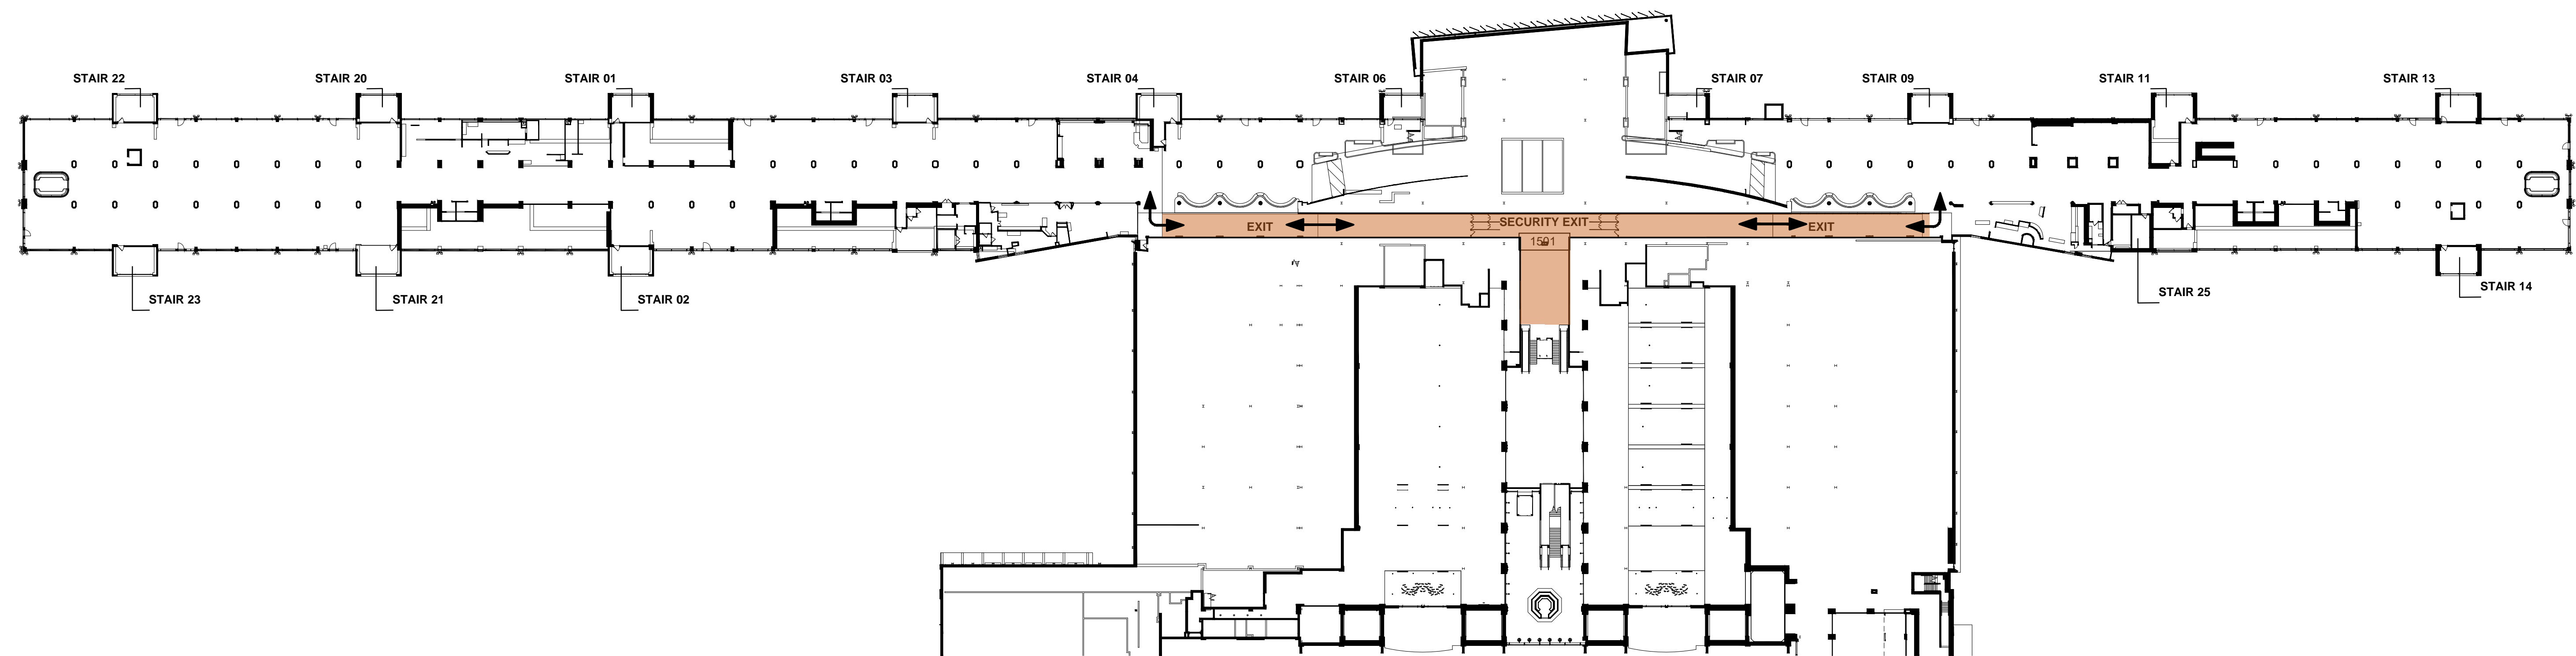 STAIR 22
STAIR 20
STAIR 01
STAIR 03
STAIR 04
STAIR 06
STAIR 07
STAIR 09
STAIR 11
STAIR 13
EXIT
SECURITY EXIT
EXIT
1501
STAIR 23
STAIR 21
STAIR 02
STAIR 25
STAIR 14